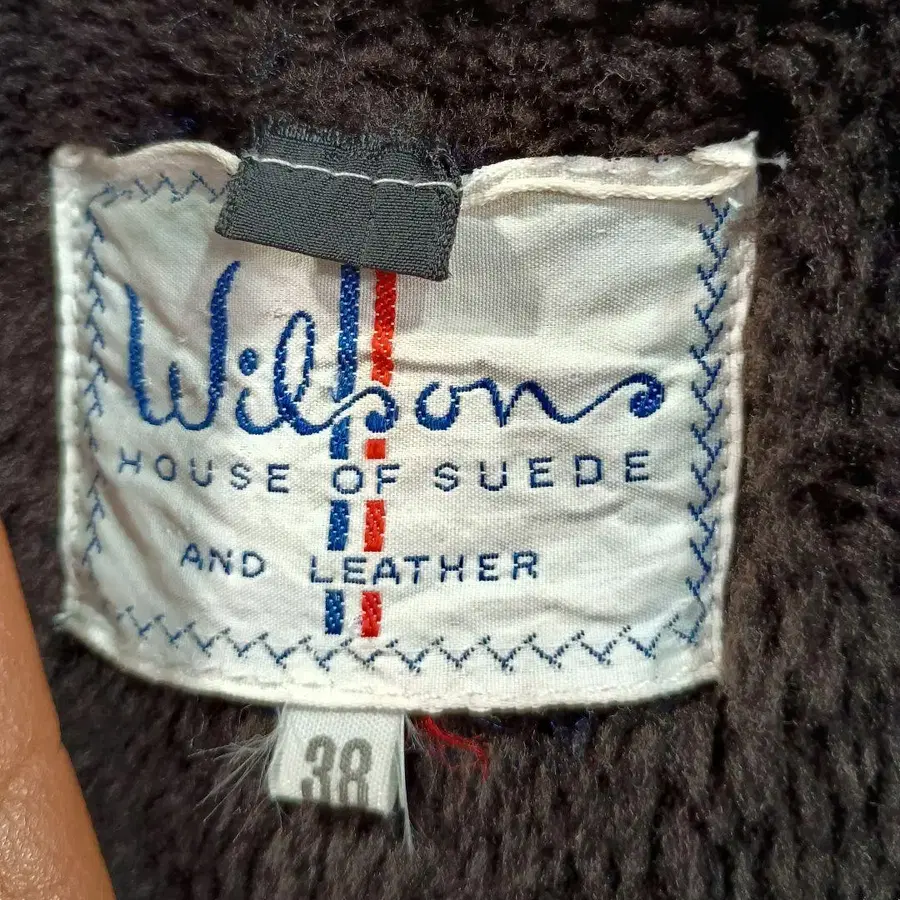 Wilsons
HOUSE OF SUEDE
AND LEATHER
38